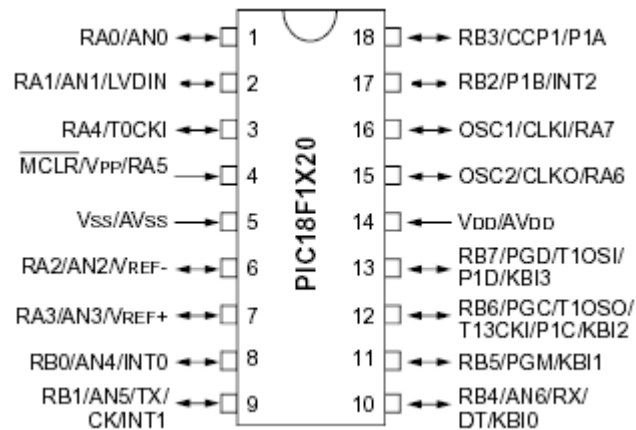 RA0/AN0 1 18 RB3/CCP1/P1A
RA1/AN1/LVDIN 2 17 RB2/P1B/INT2
RA4/T0CKI 3 16 OSC1/CLKI/RA7
MCLR/VPP/RA5 4 15 OSC2/CLKO/RA6
VSS/AVSS 5 14 VDD/AVDD
RA2/AN2/VREF- 6 13 RB7/PGD/T1OSI/
P1D/KBI3
RA3/AN3/VREF+ 7 12 RB6/PGC/T1OSO/
T13CKI/P1C/KBI2
RB0/AN4/INT0 8 11 RB5/PGM/KBI1
RB1/AN5/TX/
CK/INT1 9 10 RB4/AN6/RX/
DT/KBI0
PIC18F1X20